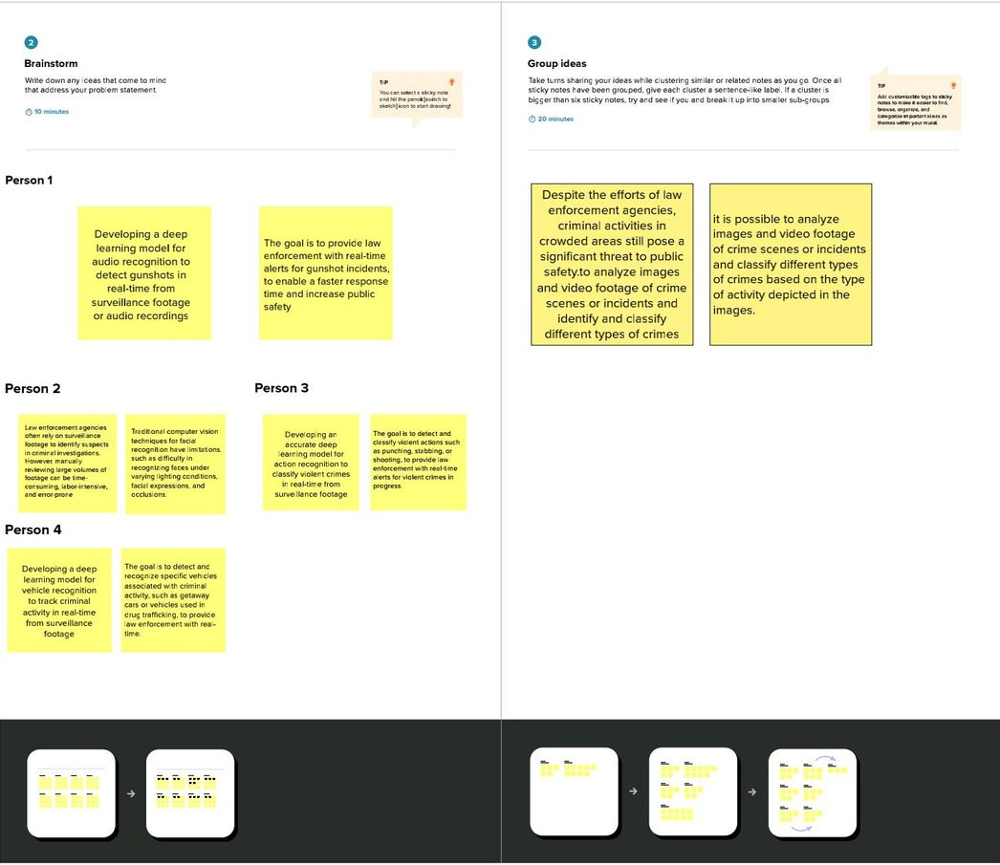 2
Brainstorm
Write down any ideas that come to mind
that address your problem statement.
10 minutes
TIP
You can select a sticky note
and hit the pencil [switch to
sketch] icon to start drawing!
Person 1
Developing a deep
learning model for
audio recognition to
detect gunshots in
real-time from
surveillance footage
or audio recordings
The goal is to provide law
enforcement with real-time
alerts for gunshot incidents,
to enable a faster response
time and increase public
safety
Person 2
Law enforcement agencies
often rely on surveillance
footage to identify suspects
in criminal investigations.
However, manually
reviewing large volumes of
footage can be time-
consuming, labor-intensive,
and error-prone
Traditional computer vision
techniques for facial
recognition have limitations,
such as difficulty in
recognizing faces under
varying lighting conditions,
facial expressions, and
occlusions.
Person 3
Developing an
accurate deep
learning model for
action recognition to
classify violent crimes
in real-time from
surveillance footage
The goal is to detect and
classify violent actions such
as punching, stabbing, or
shooting, to provide law
enforcement with real-time
alerts for violent crimes in
progress.
Person 4
Developing a deep
learning model for
vehicle recognition
to track criminal
activity in real-time
from surveillance
footage
The goal is to detect and
recognize specific vehicles
associated with criminal
activity, such as getaway
cars or vehicles used in
drug trafficking, to provide
law enforcement with real-
time.
3
Group ideas
Take turns sharing your ideas while clustering similar or related notes as you go. Once all
sticky notes have been grouped, give each cluster a sentence-like label. If a cluster is
bigger than six sticky notes, try and see if you and break it up into smaller sub-groups.
20 minutes
TIP
Add customizable tags to sticky
notes to make it easier to find,
browse, organize, and
categorize important ideas as
themes within your mural.
Despite the efforts of law
enforcement agencies,
criminal activities in
crowded areas still pose a
significant threat to public
safety.to analyze images
and video footage of crime
scenes or incidents and
identify and classify
different types of crimes
it is possible to analyze
images and video footage
of crime scenes or incidents
and classify different types
of crimes based on the type
of activity depicted in the
images.